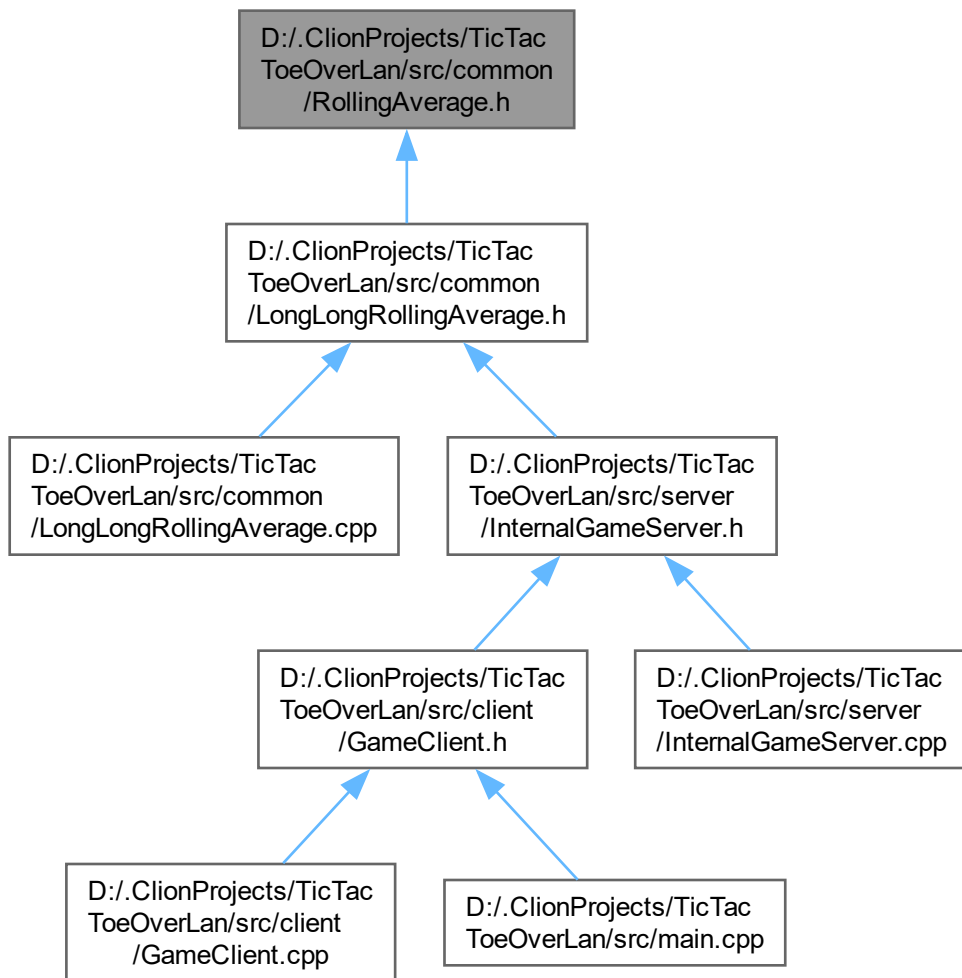 D:/.ClionProjects/TicTac
ToeOverLan/src/common
/RollingAverage.h
D:/.ClionProjects/TicTac
ToeOverLan/src/common
/LongLongRollingAverage.h
D:/.ClionProjects/TicTac
ToeOverLan/src/common
/LongLongRollingAverage.cpp
D:/.ClionProjects/TicTac
ToeOverLan/src/server
/InternalGameServer.h
D:/.ClionProjects/TicTac
ToeOverLan/src/client
/GameClient.h
D:/.ClionProjects/TicTac
ToeOverLan/src/server
/InternalGameServer.cpp
D:/.ClionProjects/TicTac
ToeOverLan/src/client
/GameClient.cpp
D:/.ClionProjects/TicTac
ToeOverLan/src/main.cpp